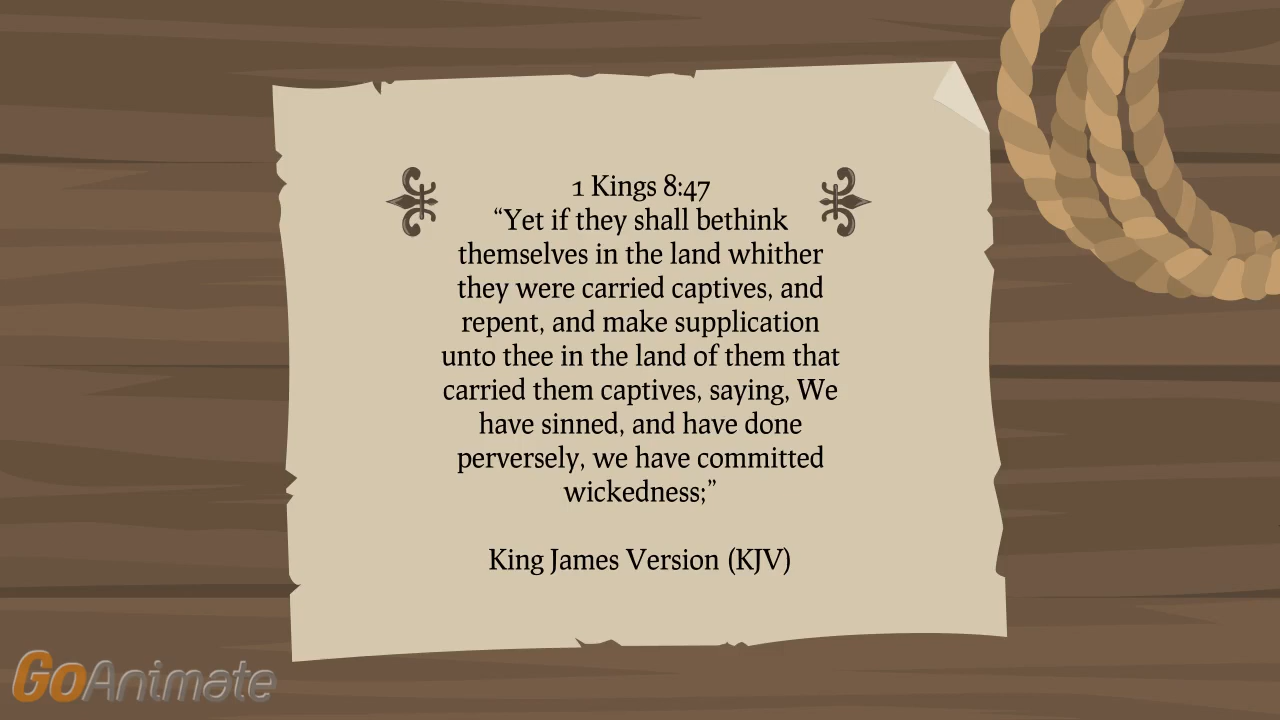 1 Kings 8:47
“Yet if they shall bethink
themselves in the land whither
they were carried captives, and
repent, and make supplication
unto thee in the land of them that
carried them captives, saying, We
have sinned, and have done
perversely, we have committed
wickedness;”
King James Version (KJV)
GoAnimate